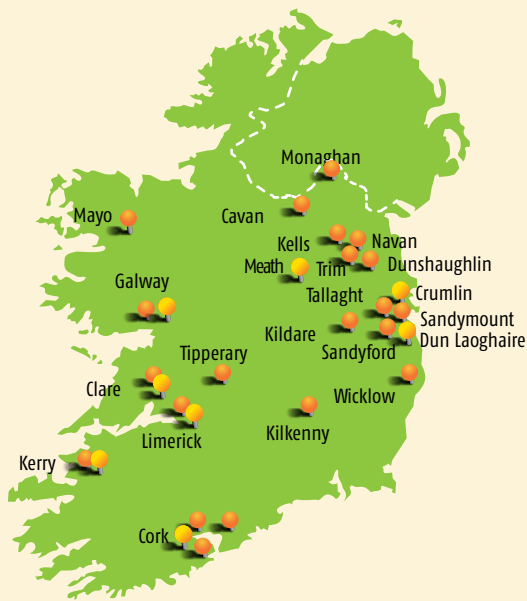 Monaghan
Mayo
Cavan
Kells
Navan
Meath
Trim
Dunshaughlin
Galway
Tallaght
Crumlin
Sandymount
Kildare
Sandyford
Dun Laoghaire
Tipperary
Clare
Wicklow
Limerick
Kilkenny
Kerry
Cork